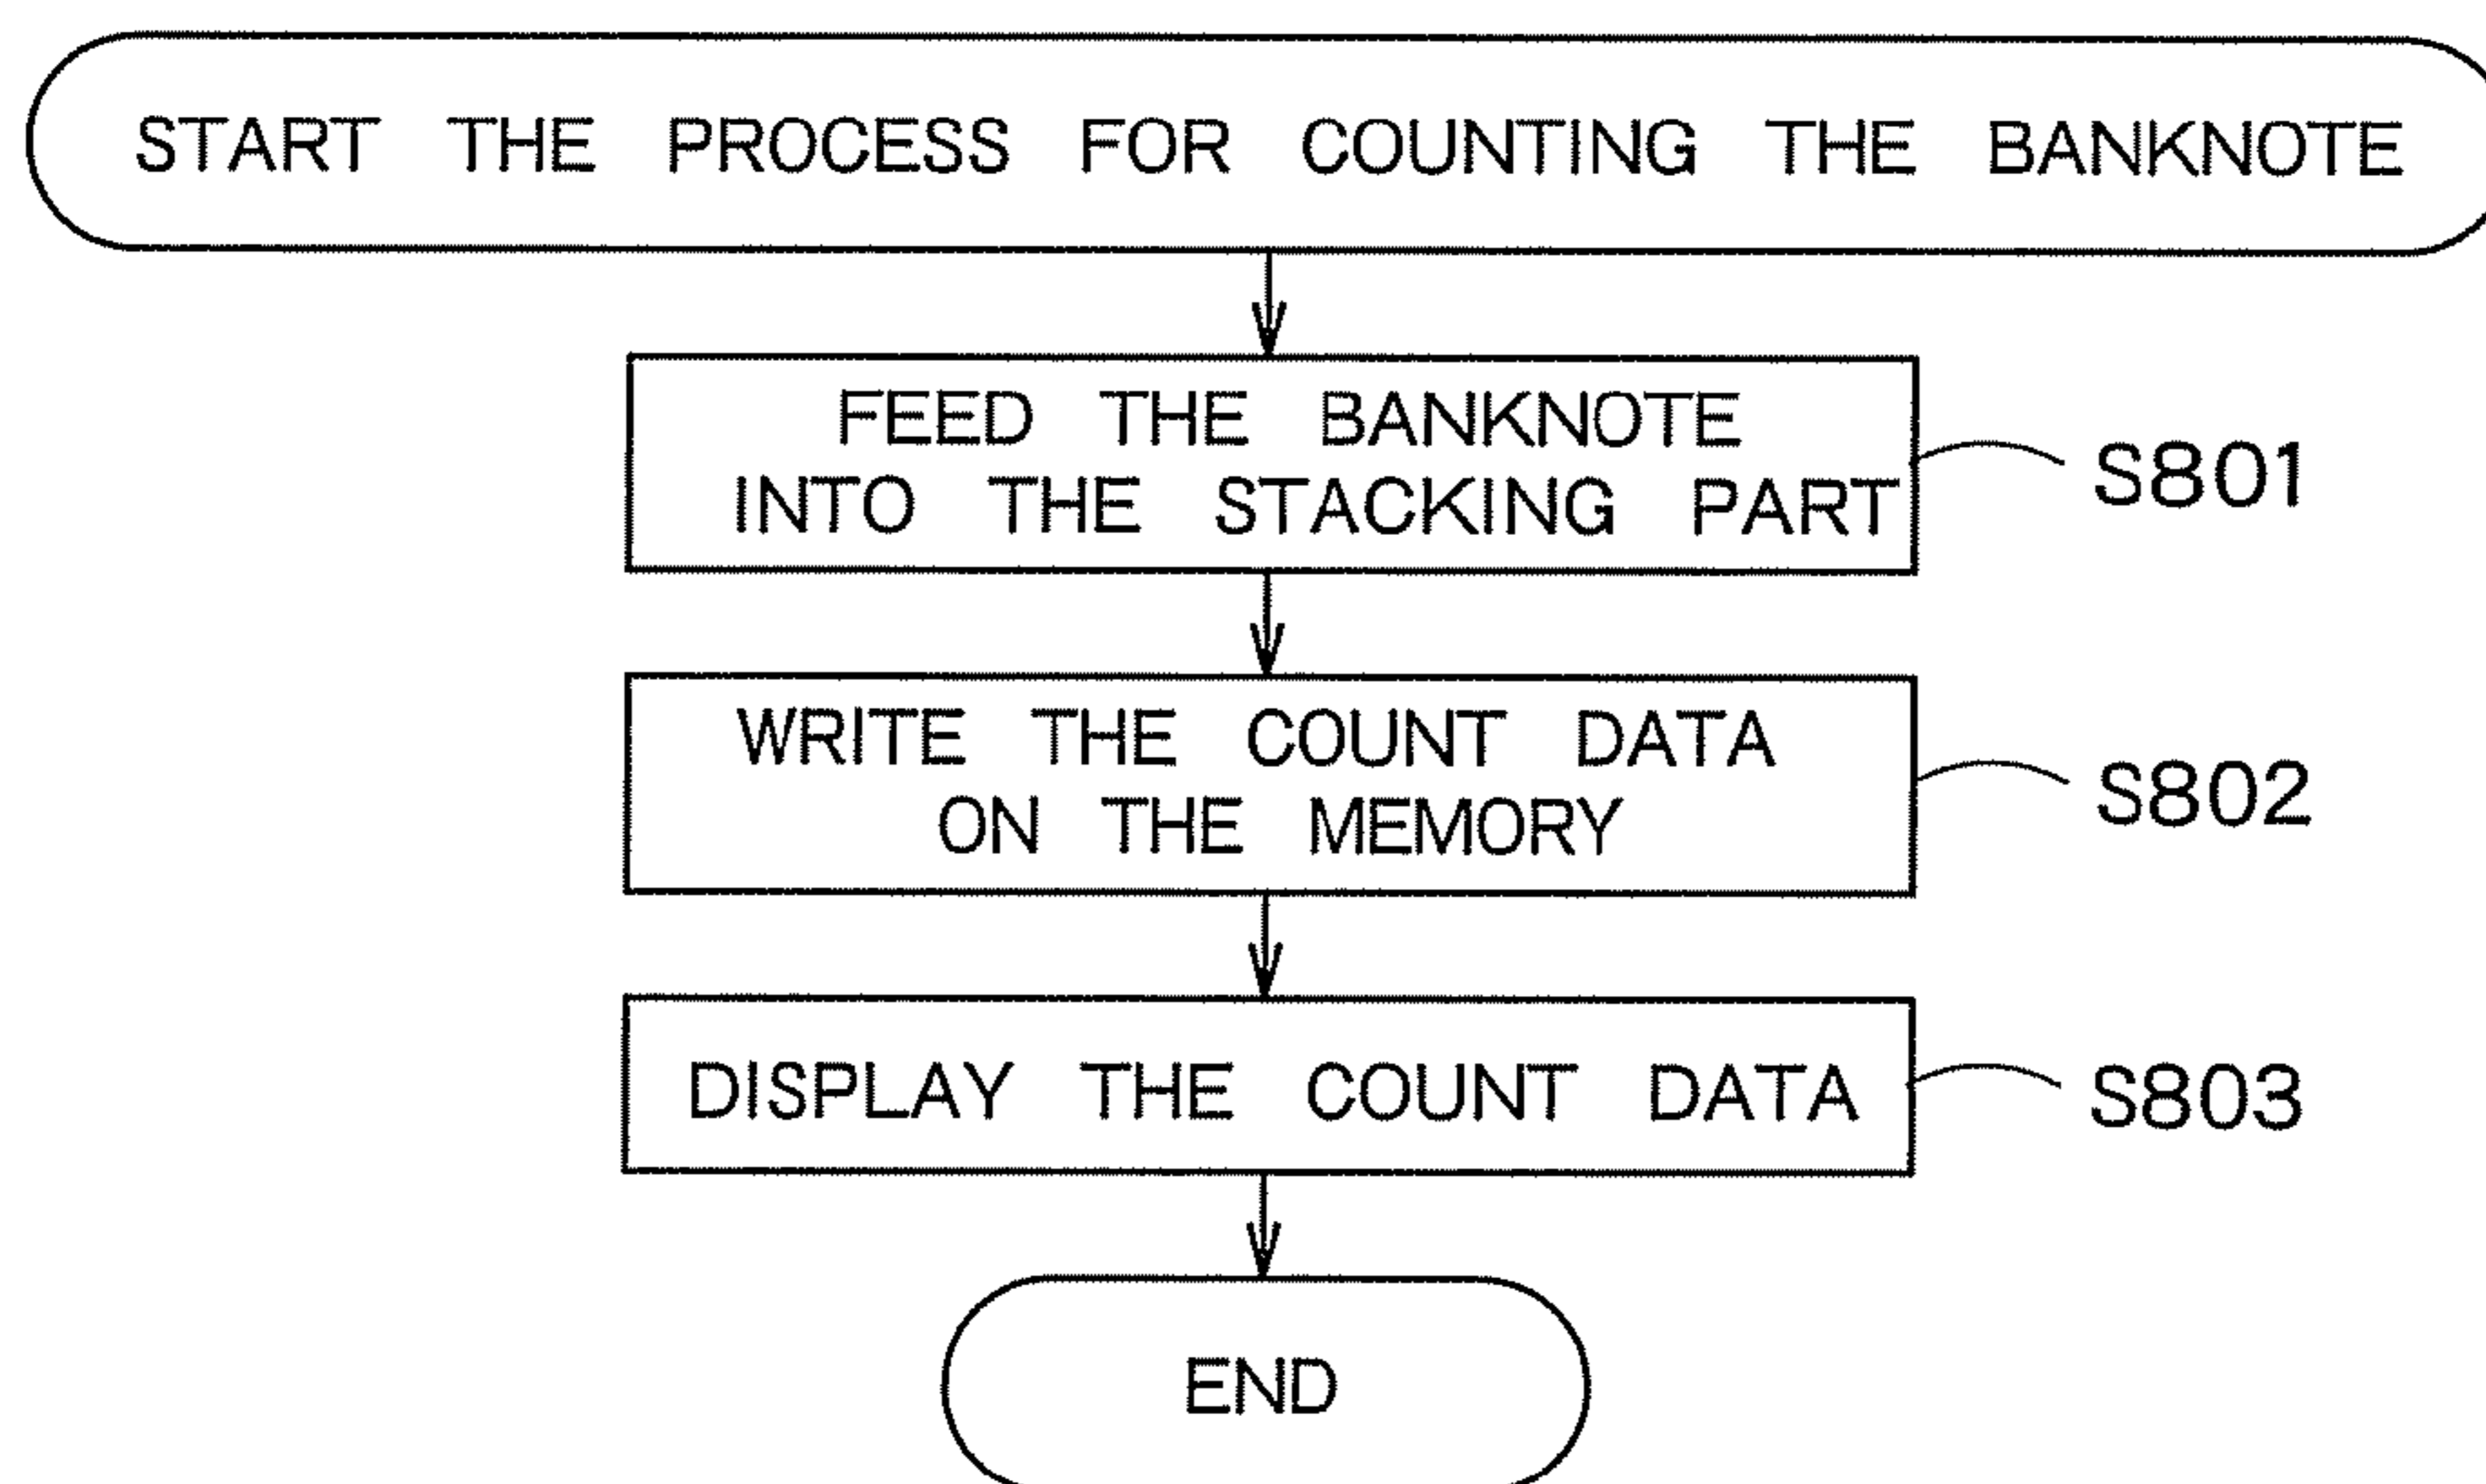 START THE PROCESS FOR COUNTING THE BANKNOTE
FEED THE BANKNOTE
INTO THE STACKING PART
S801
WRITE THE COUNT DATA
ON THE MEMORY
S802
DISPLAY THE COUNT DATA
S803
END